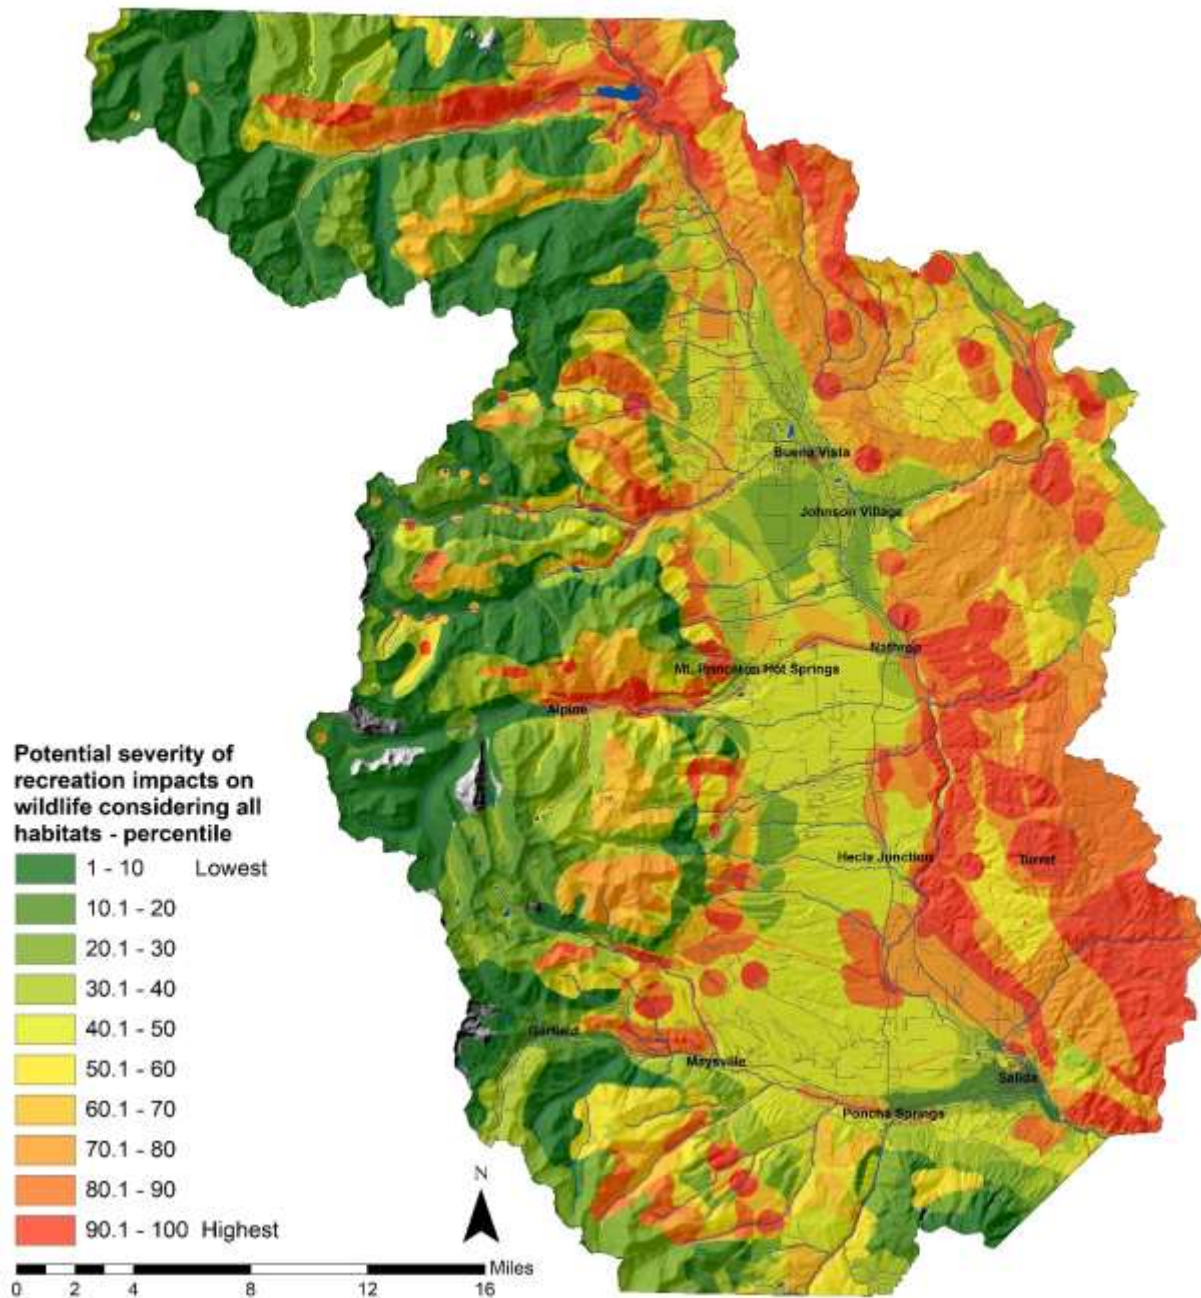 Buena Vista
Johnson Village
Nathrop
Mt. Princeton Hot Springs
Alpine
Potential severity of
recreation impacts on
wildlife considering all
habitats - percentile
1 - 10 Lowest
10.1 - 20
20.1 - 30
30.1 - 40
40.1 - 50
50.1 - 60
60.1 - 70
70.1 - 80
80.1 - 90
90.1 - 100 Highest
Hecla Junction
Turret
Garfield
Maysville
Salida
Poncha Springs
N
Miles
0 2 4 8 12 16